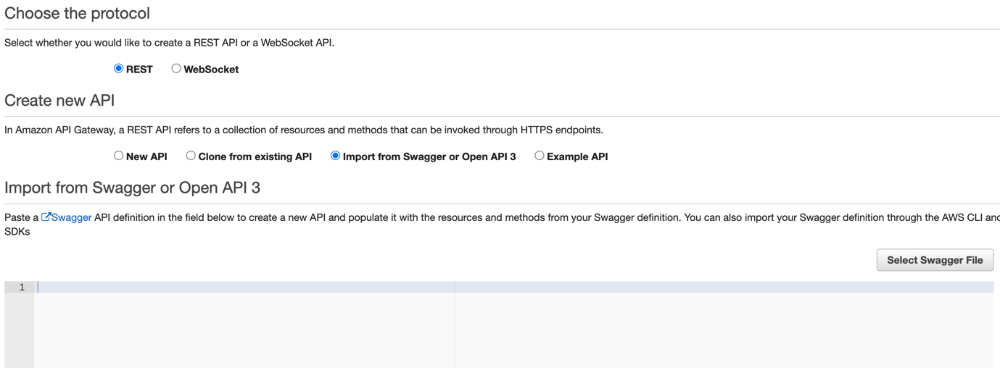 Choose the protocol
Select whether you would like to create a REST API or a WebSocket API.
REST WebSocket
Create new API
In Amazon API Gateway, a REST API refers to a collection of resources and methods that can be invoked through HTTPS endpoints.
New API Clone from existing API Import from Swagger or Open API 3 Example API
Import from Swagger or Open API 3
Paste a Swagger API definition in the field below to create a new API and populate it with the resources and methods from your Swagger definition. You can also import your Swagger definition through the AWS CLI and
SDKs
Select Swagger File
1